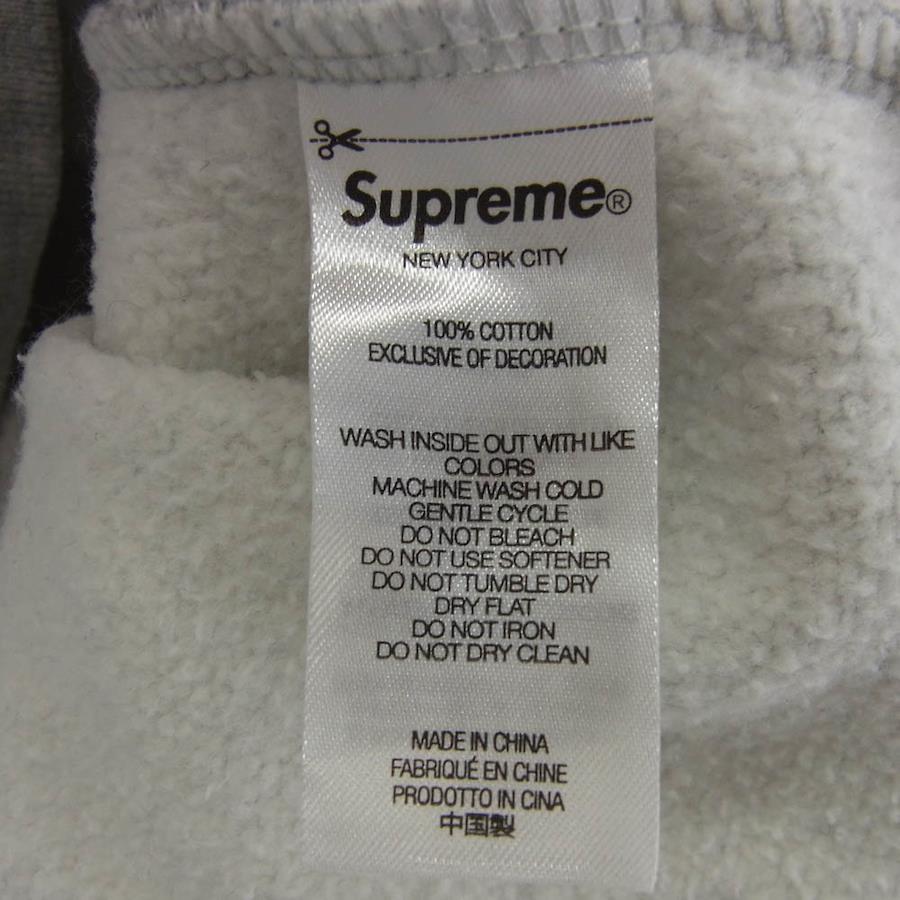 Supreme®
NEW YORK CITY
100% COTTON
EXCLUSIVE OF DECORATION
WASH INSIDE OUT WITH LIKE
COLORS
MACHINE WASH COLD
GENTLE CYCLE
DO NOT BLEACH
DO NOT USE SOFTENER
DO NOT TUMBLE DRY
DRY FLAT
DO NOT IRON
DO NOT DRY CLEAN
MADE IN CHINA
FABRIQUÉ EN CHINE
PRODOTTO IN CINA
中国製